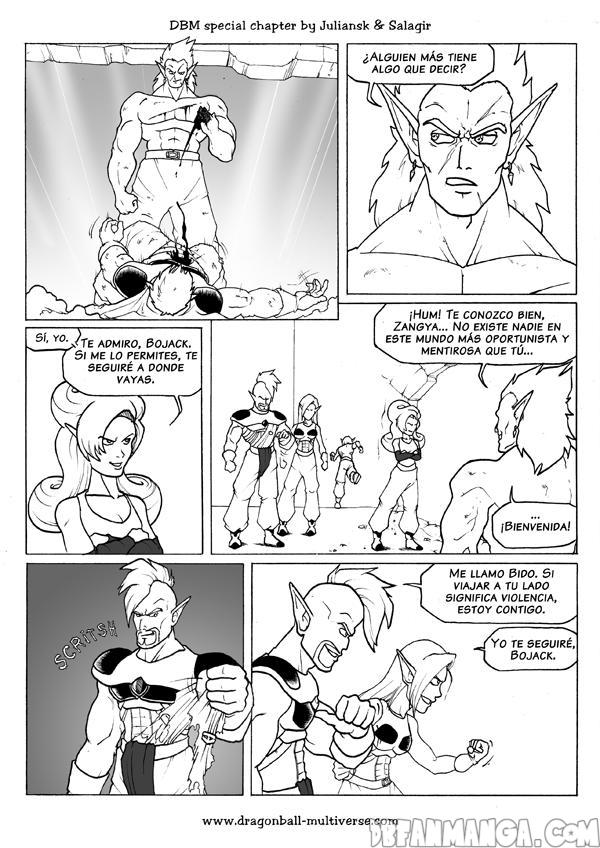 DBM special chapter by Juliansk & Salagir
¿Alguien más tiene
algo que decir?
Sí, yo.
Te admiro, Bojack.
Si me lo permites, te
seguiré a donde
vayas.
¡Hum! Te conozco bien,
Zangya... No existe nadie en
este mundo más oportunista y
mentirosa que tú...
...
¡Bienvenida!
SCRITSH
Me llamo Bido. Si
viajar a tu lado
significa violencia,
estoy contigo.
Yo te seguiré,
Bojack.
www.dragonball-multiverse.com
DBFANMANGA.COM